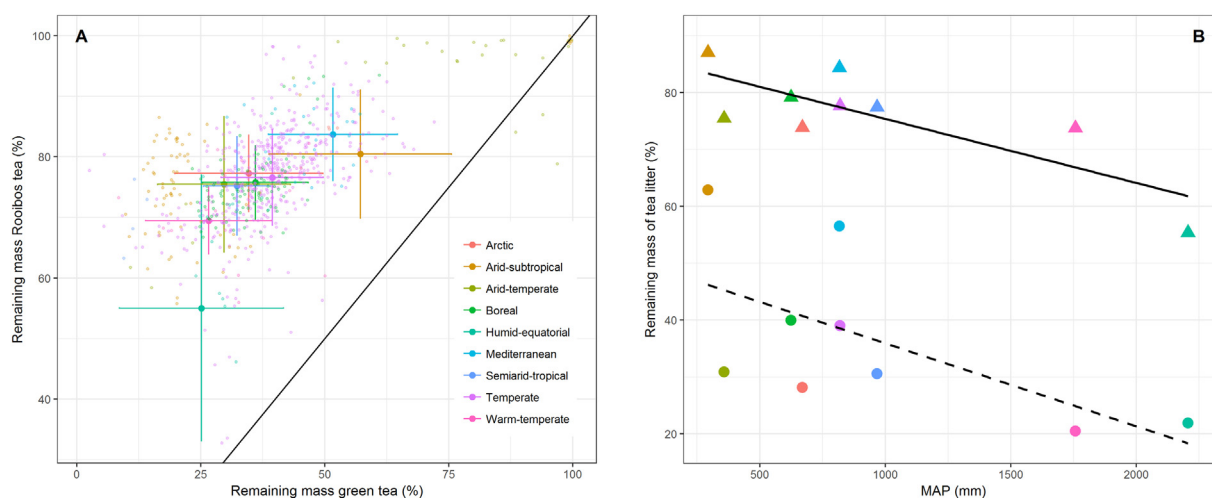 A
Remaining mass Rooibos tea (%)
100
80
60
40
0
25
50
75
100
Remaining mass green tea (%)
Arctic
Arid-subtropical
Arid-temperate
Boreal
Humid-equatorial
Mediterranean
Semiarid-tropical
Temperate
Warm-temperate
B
Remaining mass of tea litter (%)
80
60
40
20
500
1000
1500
2000
MAP (mm)